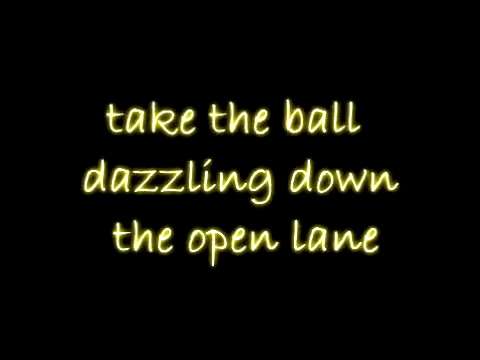 take the ball
dazzling down
the open lane